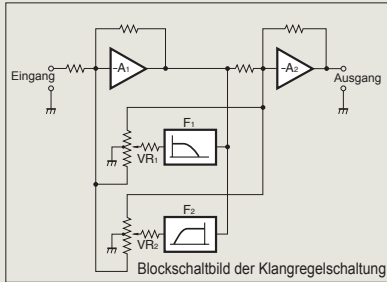 -A1
-A2
Eingang
Ausgang
F1
VR1
F2
VR2
Blockschaltbild der Klangregelschaltung